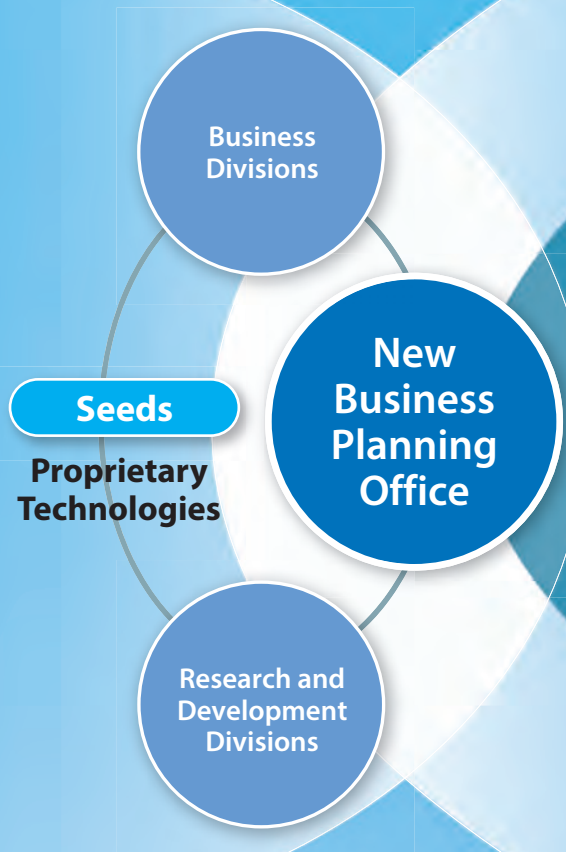 Business
Divisions
New
Business
Planning
Office
Seeds
Proprietary
Technologies
Research and
Development
Divisions